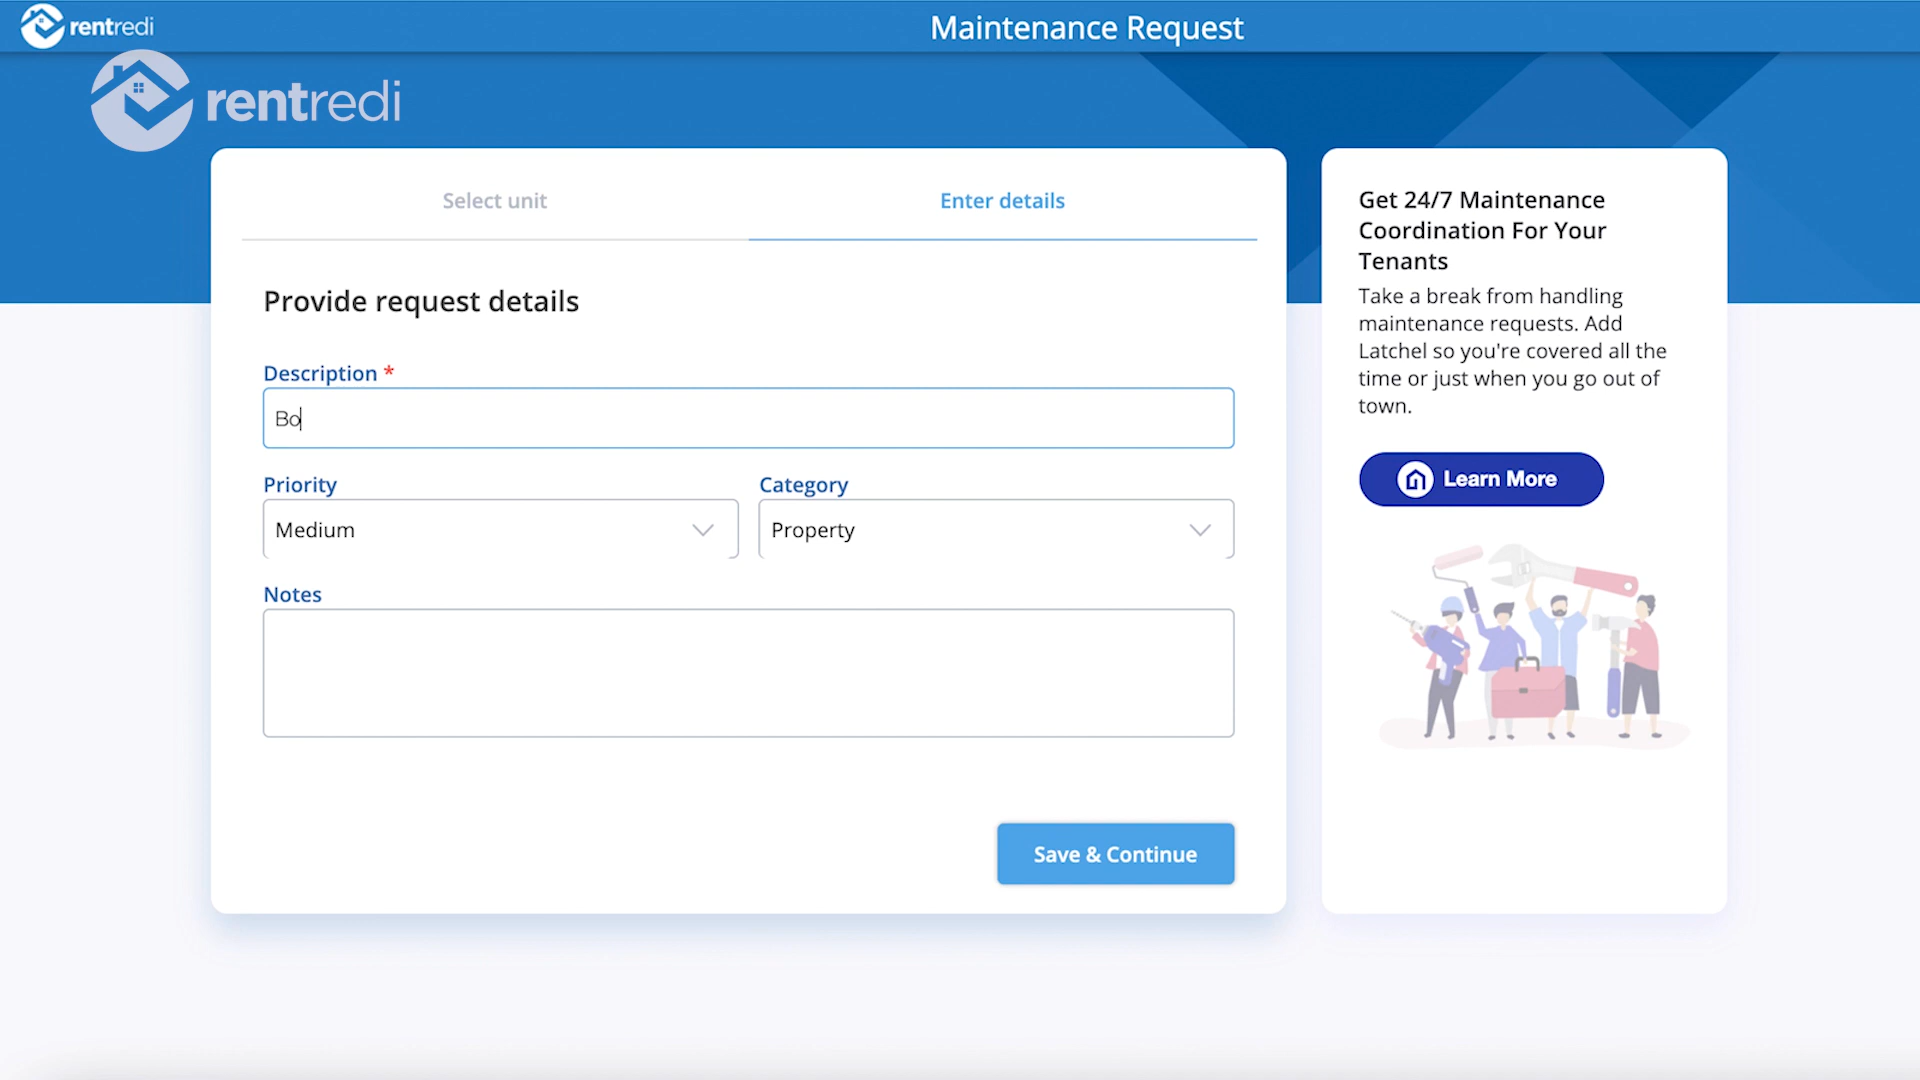 rentredi
Maintenance Request
rentredi
Select unit
Enter details
Provide request details
Description *
Bo
Priority
Category
Medium
Property
Notes
Save & Continue
Get 24/7 Maintenance
Coordination For Your
Tenants
Take a break from handling
maintenance requests. Add
Latchel so you're covered all the
time or just when you go out of
town.
Learn More